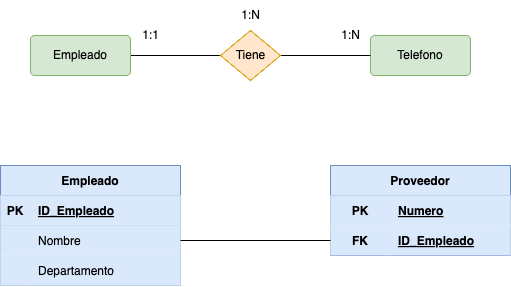 1:N
1:1
1:N
Empleado
Tiene
Telefono
Empleado
PK ID_Empleado
Nombre
Departamento
Proveedor
PK Numero
FK ID_Empleado